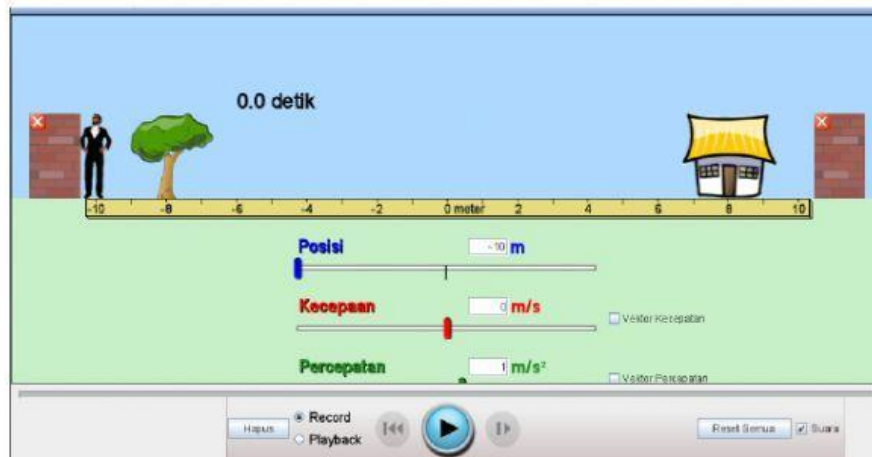 0.0 detik
-10 -8 -6 -4 -2 0 meter 2 4 6 8 10
Posisi -10 m
Kecepaan 0 m/s
Vektor Kecepatan
Percepatan 1 m/s²
Vektor Percepatan
Hapus
Record
Playback
Reset Semua
Suara